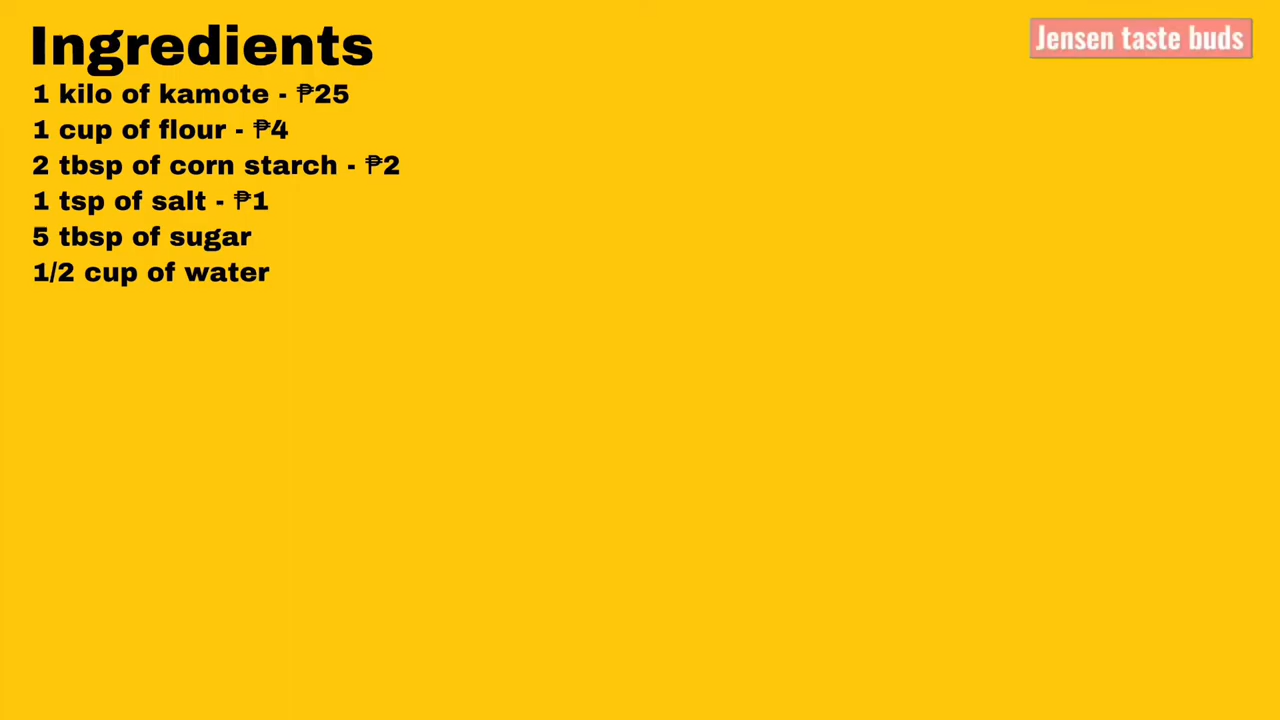 Ingredients
Jensen taste buds
1 kilo of kamote - ₱25
1 cup of flour - ₱4
2 tbsp of corn starch - ₱2
1 tsp of salt - ₱1
5 tbsp of sugar
1/2 cup of water